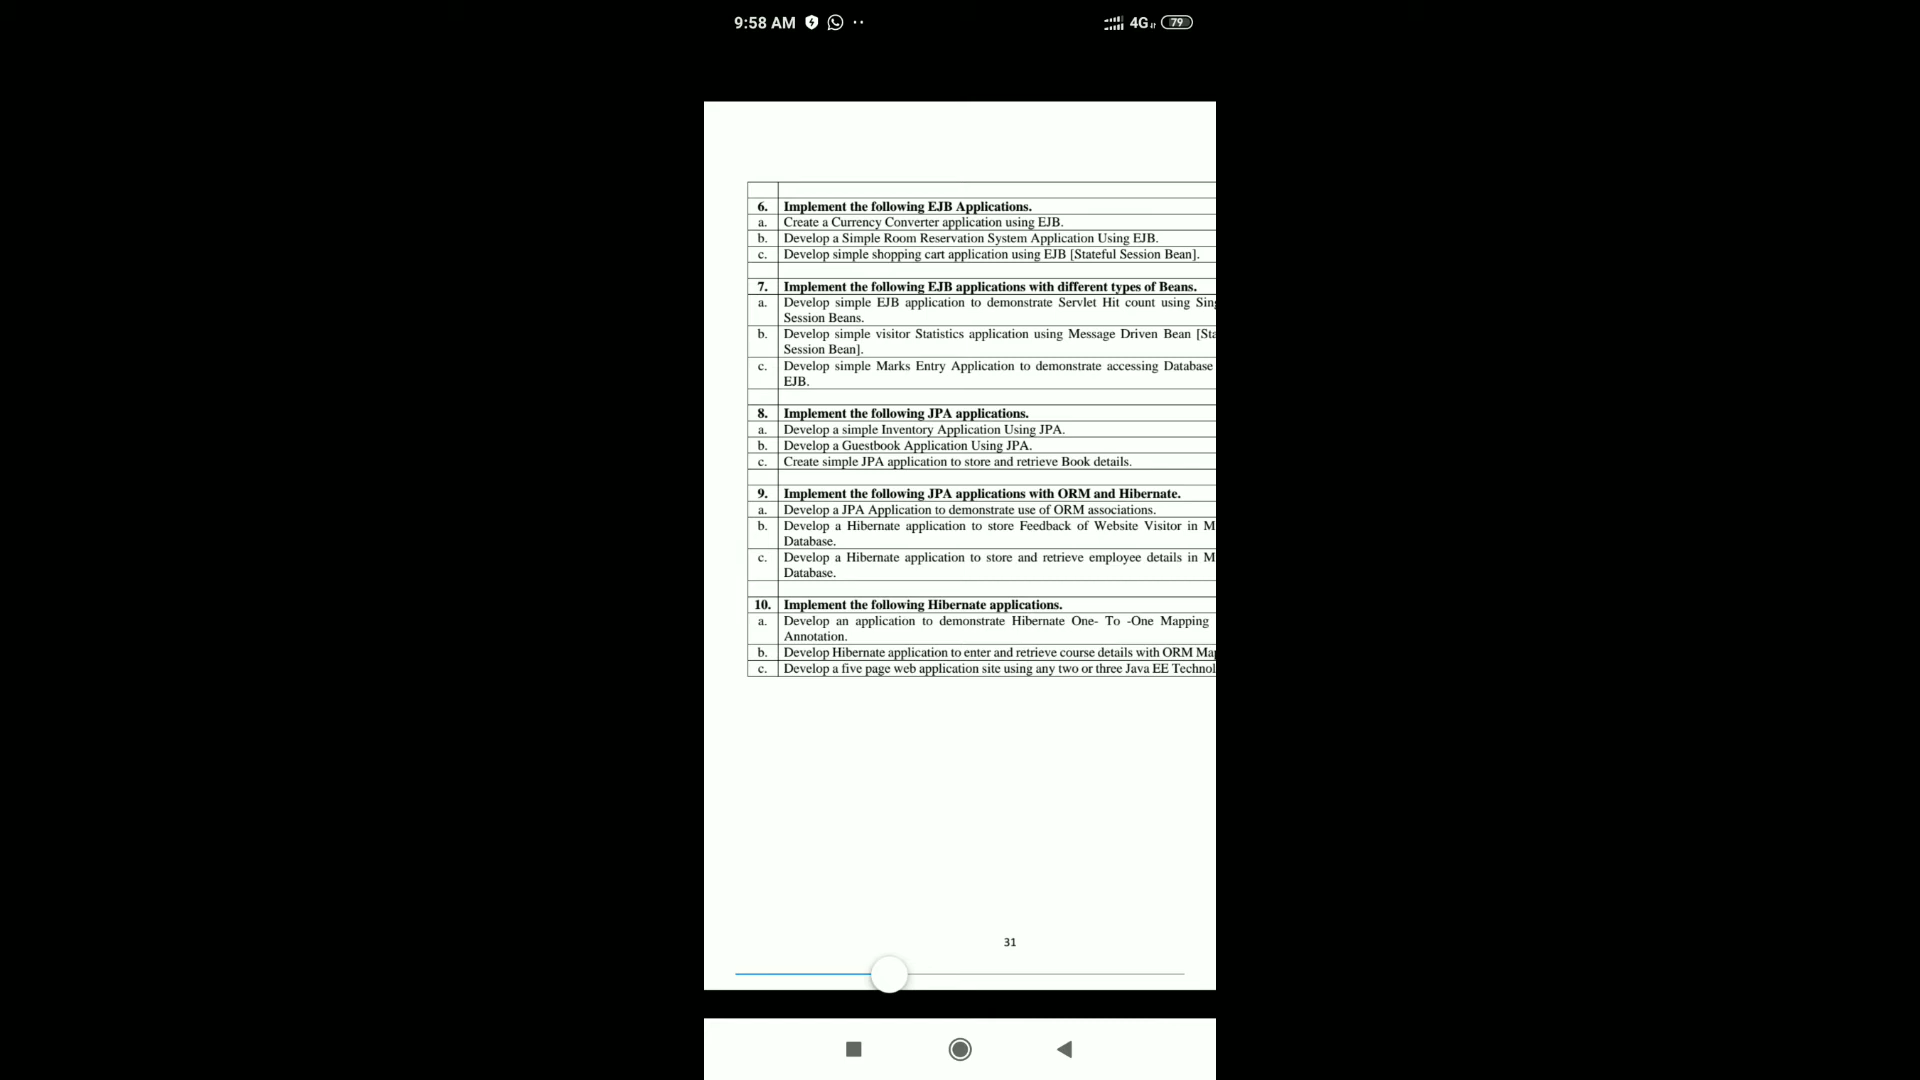 9:58 AM
4G
79
6. Implement the following EJB Applications.
a. Create a Currency Converter application using EJB.
b. Develop a Simple Room Reservation System Application Using EJB.
c. Develop simple shopping cart application using EJB [Stateful Session Bean].
7. Implement the following EJB applications with different types of Beans.
a. Develop simple EJB application to demonstrate Servlet Hit count using
Session Beans.
b. Develop simple visitor Statistics application using Message Driven Bean
Session Bean].
c. Develop simple Marks Entry Application to demonstrate accessing Database
EJB.
8. Implement the following JPA applications.
a. Develop a simple Inventory Application Using JPA.
b. Develop a Guestbook Application Using JPA.
c. Create simple JPA application to store and retrieve Book details.
9. Implement the following JPA applications with ORM and Hibernate.
a. Develop a JPA Application to demonstrate use of ORM associations.
b. Develop a Hibernate application to store Feedback of Website Visitor in
Database.
c. Develop a Hibernate application to store and retrieve employee details in
Database.
10. Implement the following Hibernate applications.
a. Develop an application to demonstrate Hibernate One- To -One Mapping
Annotation.
b. Develop Hibernate application to enter and retrieve course details with ORM
c. Develop a five page web application site using any two or three Java EE
31